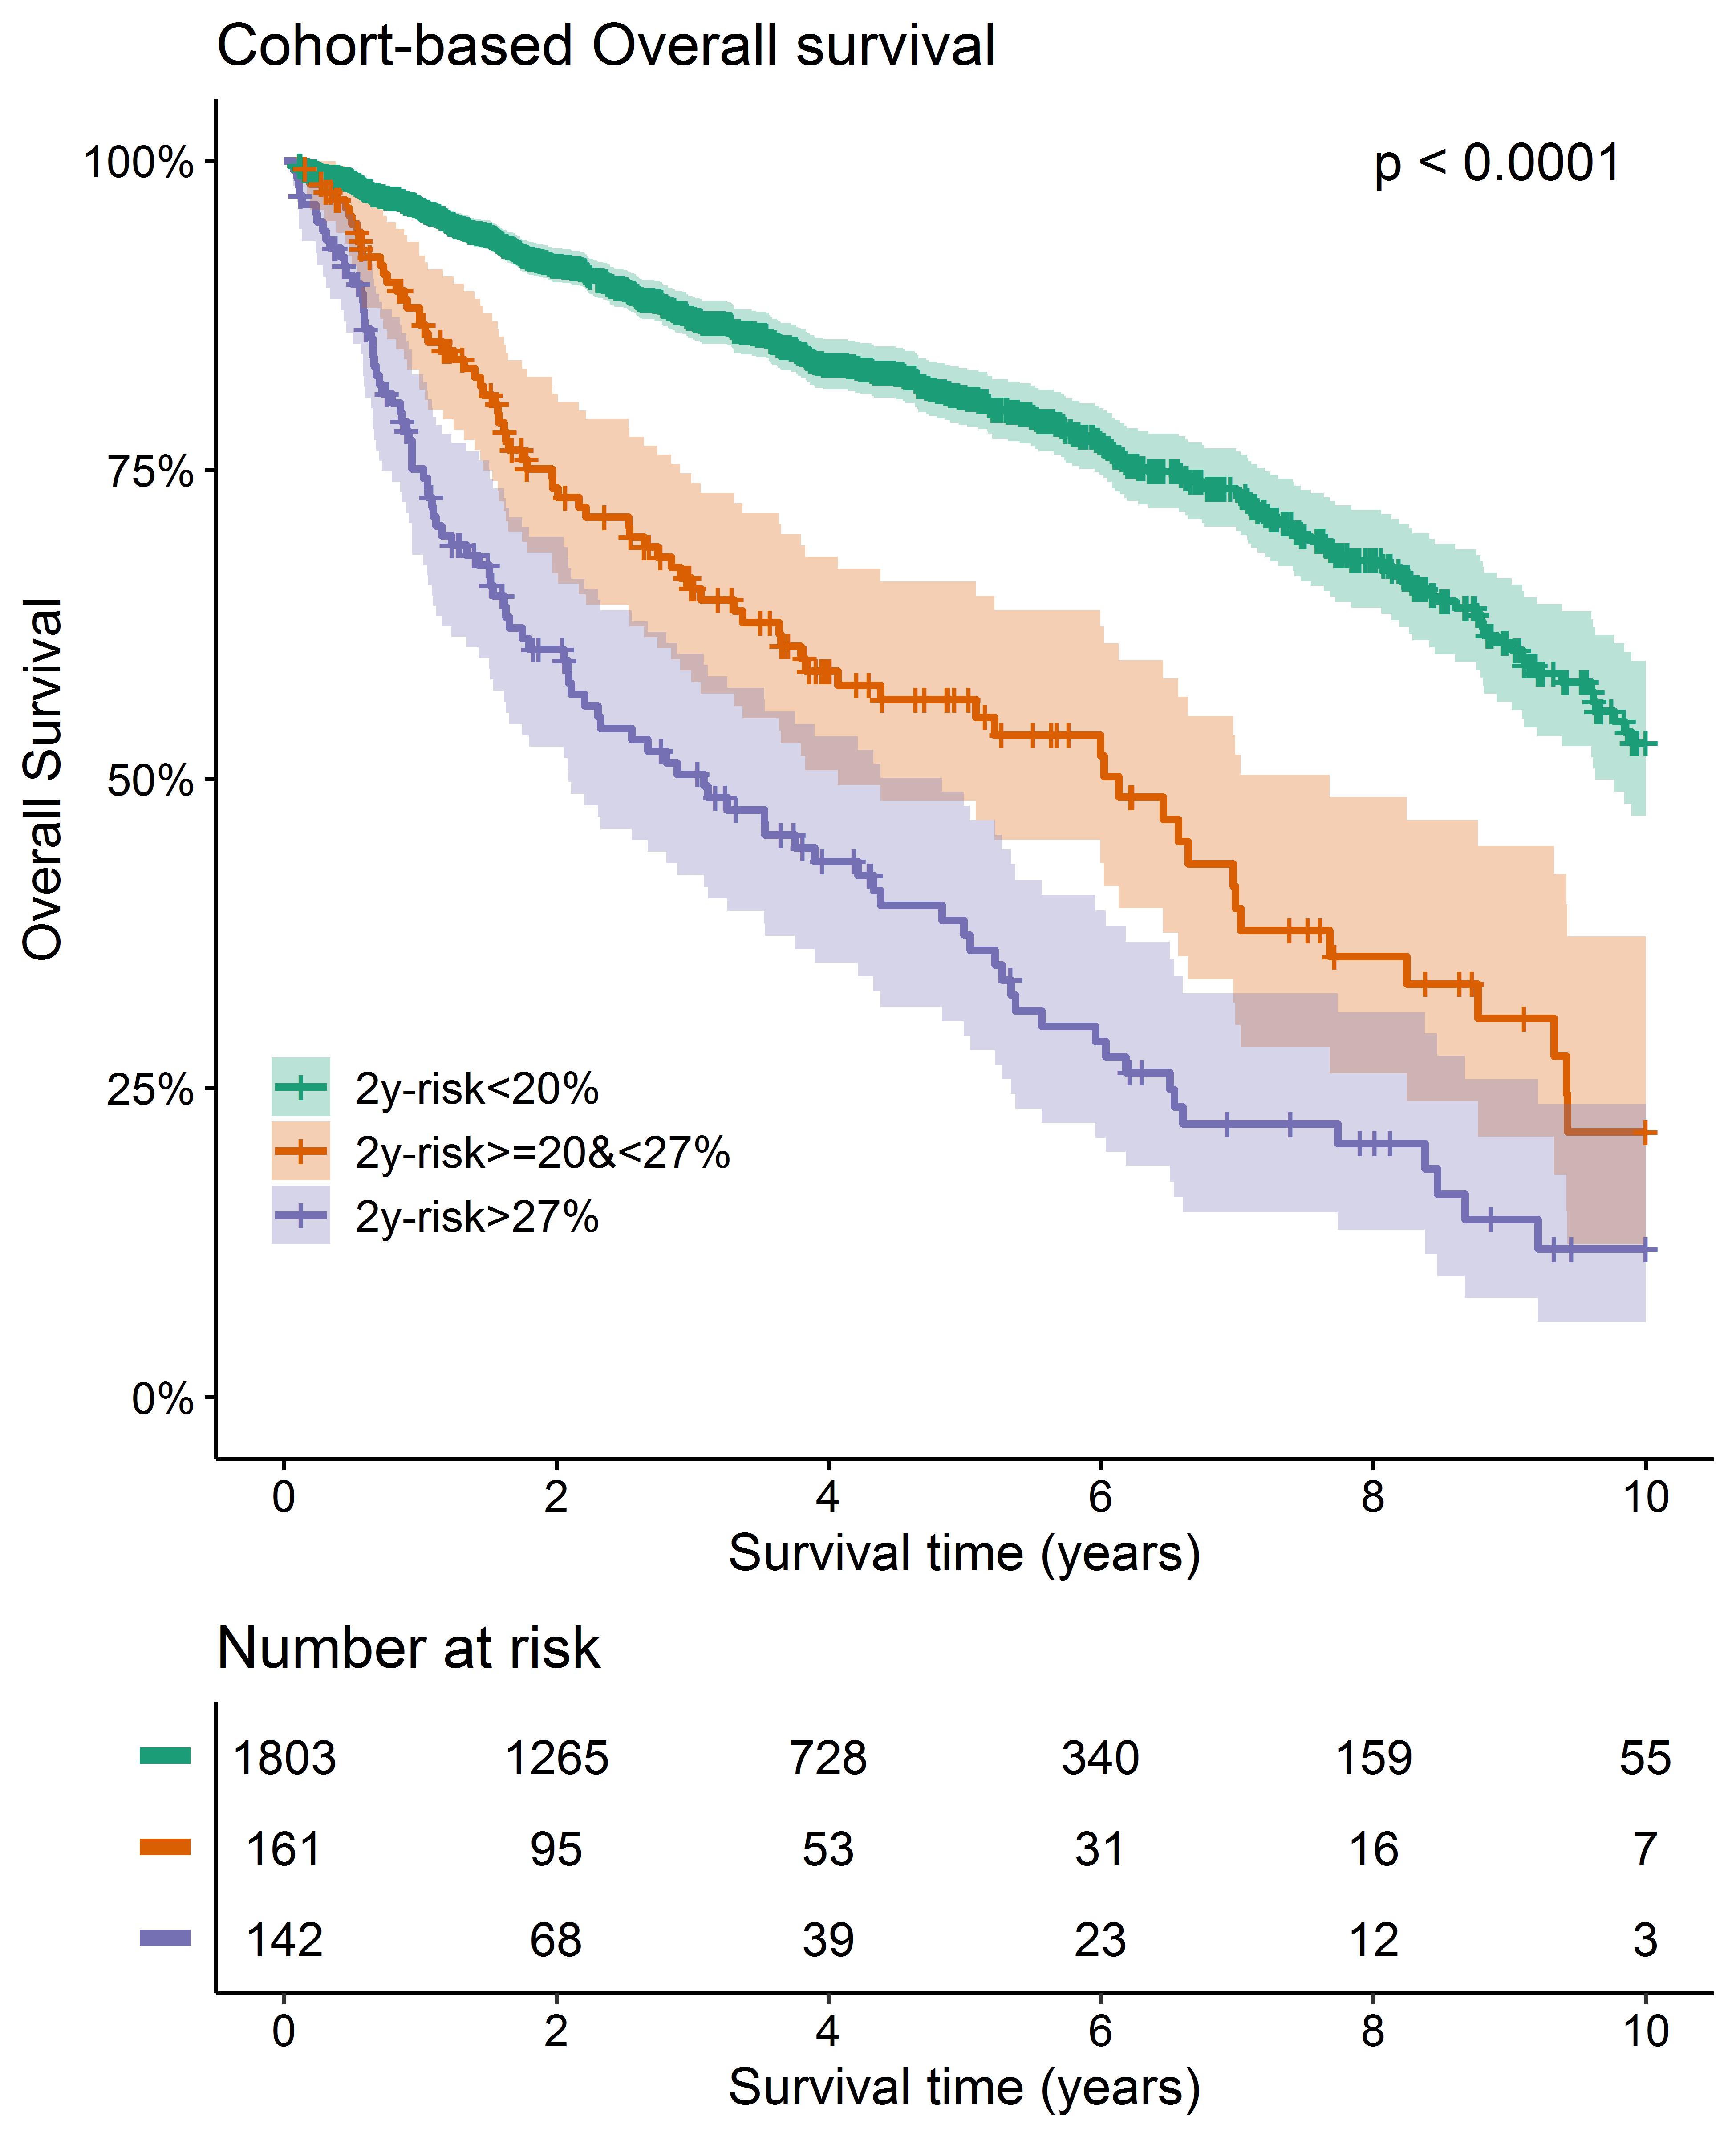 Cohort-based Overall survival
p < 0.0001
100%
75%
50%
25%
0%
Overall Survival
2y-risk<20%
2y-risk>=20&<27%
2y-risk>27%
0 2 4 6 8 10
Survival time (years)
Number at risk
1803 1265 728 340 159 55
161 95 53 31 16 7
142 68 39 23 12 3
0 2 4 6 8 10
Survival time (years)